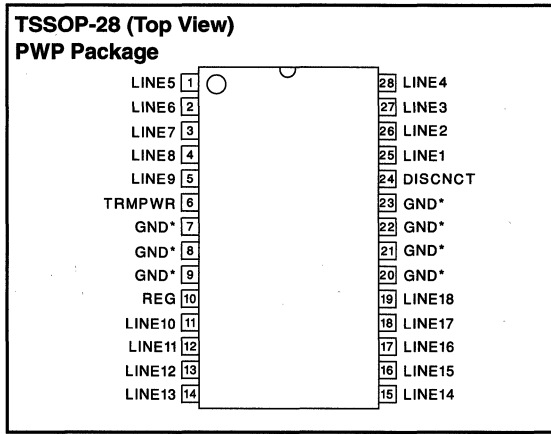 TSSOP-28 (Top View)
PWP Package
LINE5 1 28 LINE4
LINE6 2 27 LINE3
LINE7 3 26 LINE2
LINE8 4 25 LINE1
LINE9 5 24 DISCNCT
TRMPWR 6 23 GND*
GND* 7 22 GND*
GND* 8 21 GND*
GND* 9 20 GND*
REG 10 19 LINE18
LINE10 11 18 LINE17
LINE11 12 17 LINE16
LINE12 13 16 LINE15
LINE13 14 15 LINE14